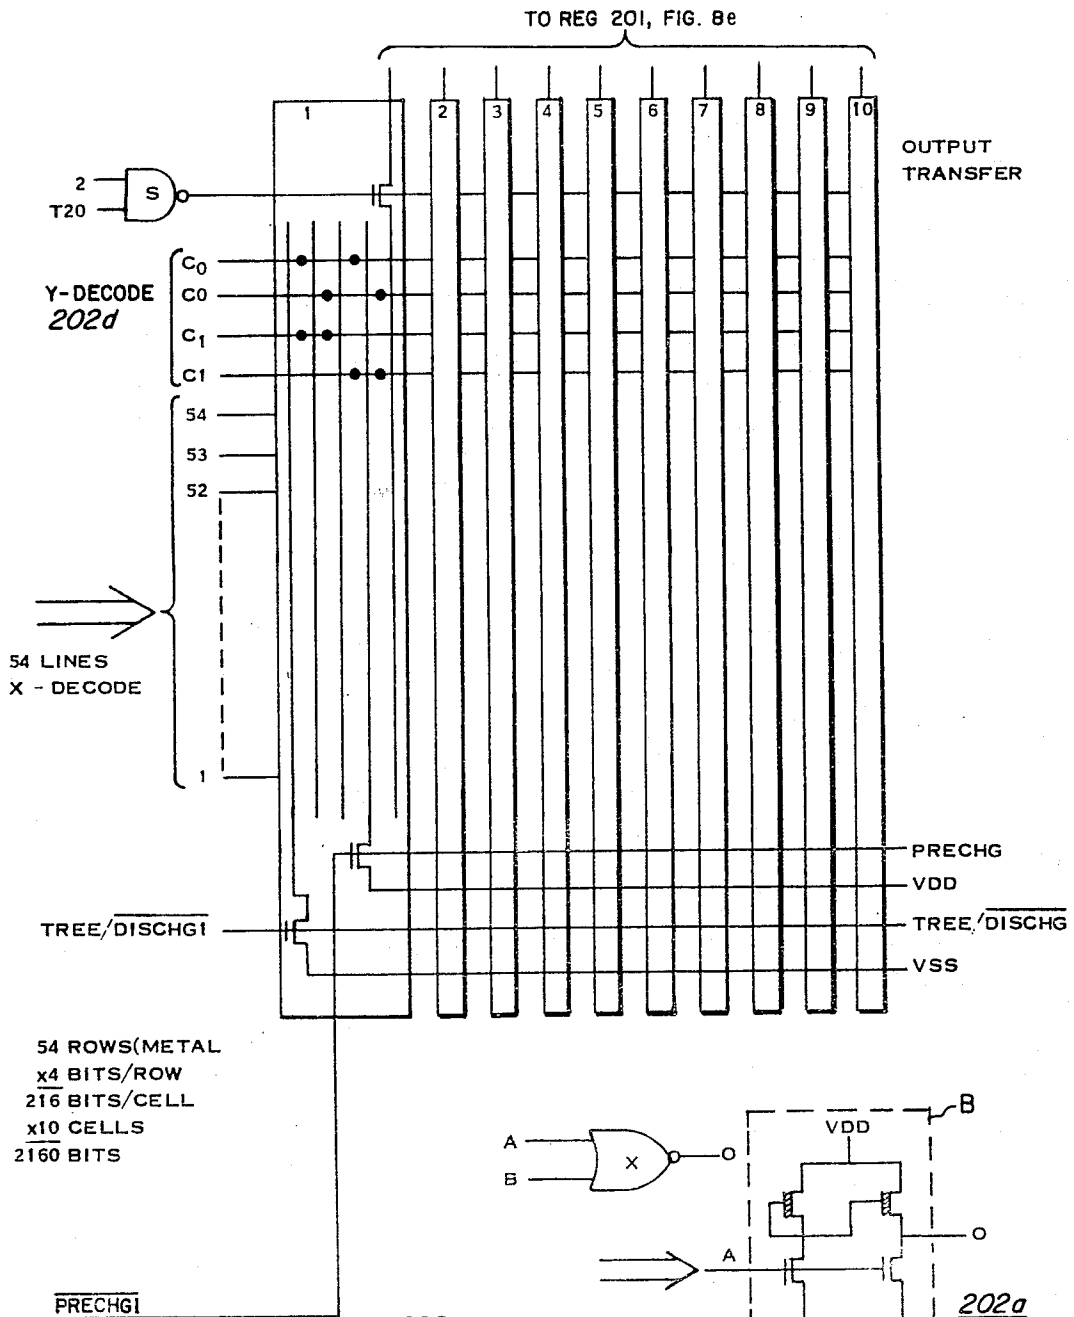 TO REG 201, FIG. 8e
1 2 3 4 5 6 7 8 9 10
OUTPUT
TRANSFER
2
T20
S
Y-DECODE
202d
C0
C0
C1
C1
54
53
52
54 LINES
X - DECODE
1
PRECHG
VDD
TREE/DISCHG1
TREE/DISCHG
VSS
54 ROWS(METAL
x4 BITS/ROW
216 BITS/CELL
x10 CELLS
2160 BITS
A
B
X
O
B
VDD
A
O
PRECHG1
202a